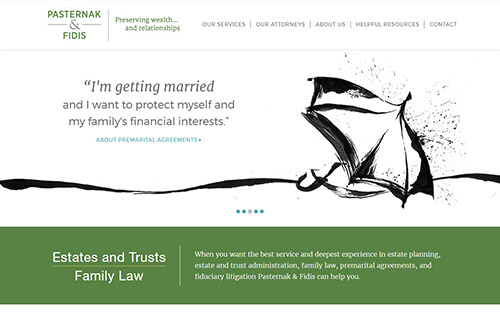 PASTERNAK
&
FIDIS
Preserving wealth...
and relationships
OUR SERVICES | OUR ATTORNEYS | ABOUT US | HELPFUL RESOURCES | CONTACT
“I'm getting married
and I want to protect myself and
my family's financial interests.”
ABOUT PREMARITAL AGREEMENTS
Estates and Trusts
Family Law
When you want the best service and deepest experience in estate planning,
estate and trust administration, family law, premarital agreements, and
fiduciary litigation Pasternak & Fidis can help you.